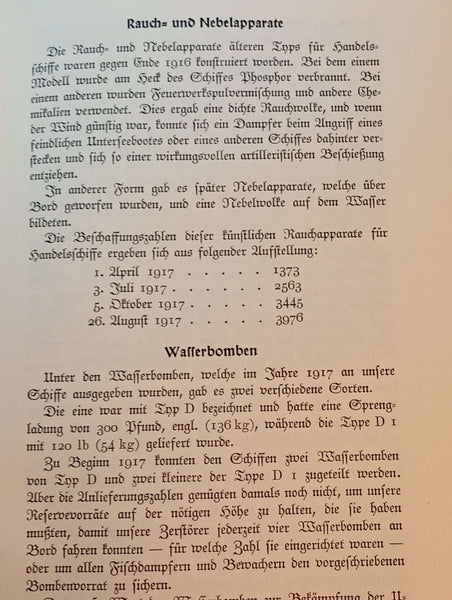 Rauch- und Nebelapparate
Die Rauch- und Nebelapparate älteren Typs für Handels-
schiffe waren gegen Ende 1916 konstruiert worden. Bei dem einem
Modell wurde am Heck des Schiffes Phosphor verbrannt. Bei
einem anderen wurden Feuerwerkspulvermischung und andere Che-
mikalien verwendet. Dies ergab eine dichte Rauchwolke, und wenn
der Wind günstig war, konnte sich ein Dampfer beim Angriff eines
feindlichen Unterseebootes oder eines anderen Schiffes dahinter ver-
stecken und sich so einer wirkungsvollen artilleristischen Beschießung
entziehen.
In anderer Form gab es später Nebelapparate, welche über
Bord geworfen wurden, und eine Nebelwolke auf dem Wasser
bildeten.
Die Beschaffungszahlen dieser künstlichen Rauchapparate für
Handelsschiffe ergeben sich aus folgender Aufstellung:
1. April 1917 . . . . . 1373
3. Juli 1917 . . . . . . 2563
5. Oktober 1917 . . . . . 3445
26. August 1917 . . . . . 3976
Wasserbomben
Unter den Wasserbomben, welche im Jahre 1917 an unsere
Schiffe ausgegeben wurden, gab es zwei verschiedene Sorten.
Die eine war mit Typ D bezeichnet und hatte eine Spreng-
ladung von 300 Pfund, engl. (136 kg), während die Type D 1
mit 120 lb (54 kg) geliefert wurde.
Zu Beginn 1917 konnten den Schiffen zwei Wasserbomben
von Typ D und zwei kleinere der Type D 1 zugeteilt werden.
Aber die Anlieferungszahlen genügten damals noch nicht, um unsere
Reservevorräte auf der nötigen Höhe zu halten, die sie haben
mußten, damit unsere Zerstörer jederzeit vier Wasserbomben an
Bord fahren konnten — für welche Zahl sie eingerichtet waren —
oder um allen Fischdampfern und Bewachern den vorgeschriebenen
Bombenvorrat zu sichern.